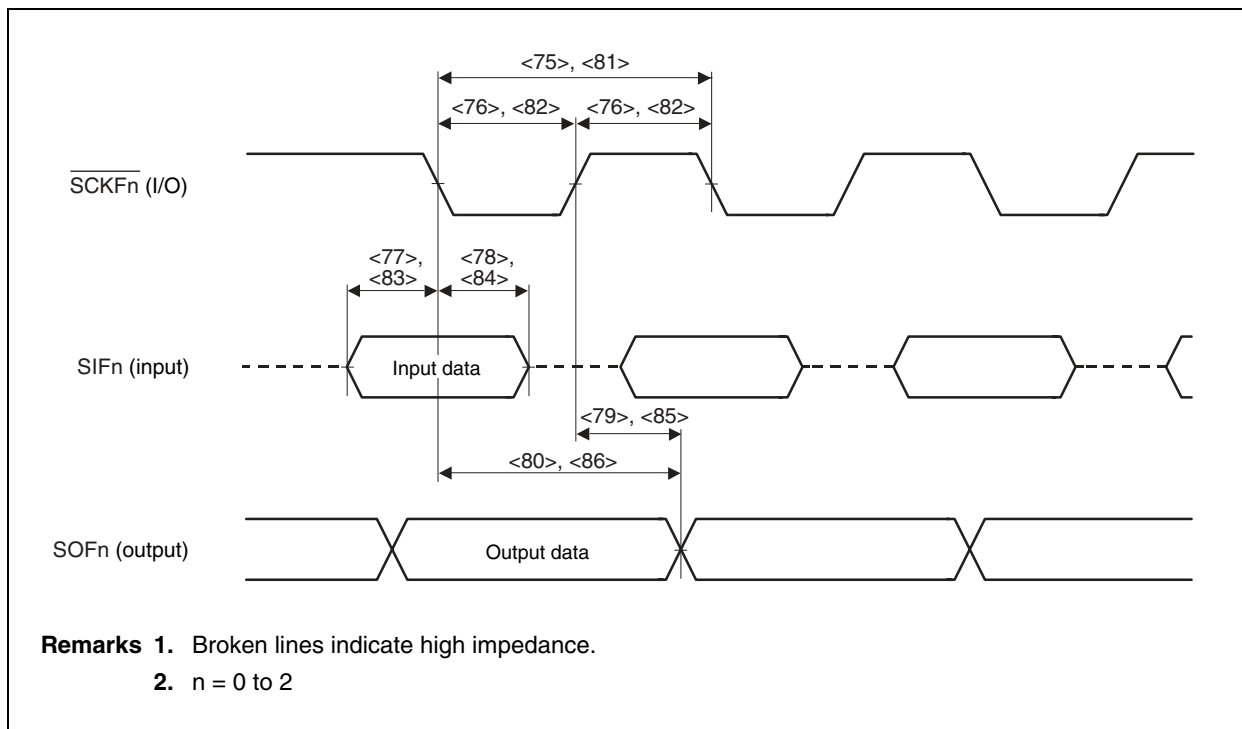 <75>, <81>
<76>, <82> <76>, <82>
SCKFn (I/O)
<77>, <78>,
<83> <84>
SIFn (input)
Input data
<79>, <85>
<80>, <86>
SOFn (output)
Output data
Remarks 1. Broken lines indicate high impedance.
2. n = 0 to 2